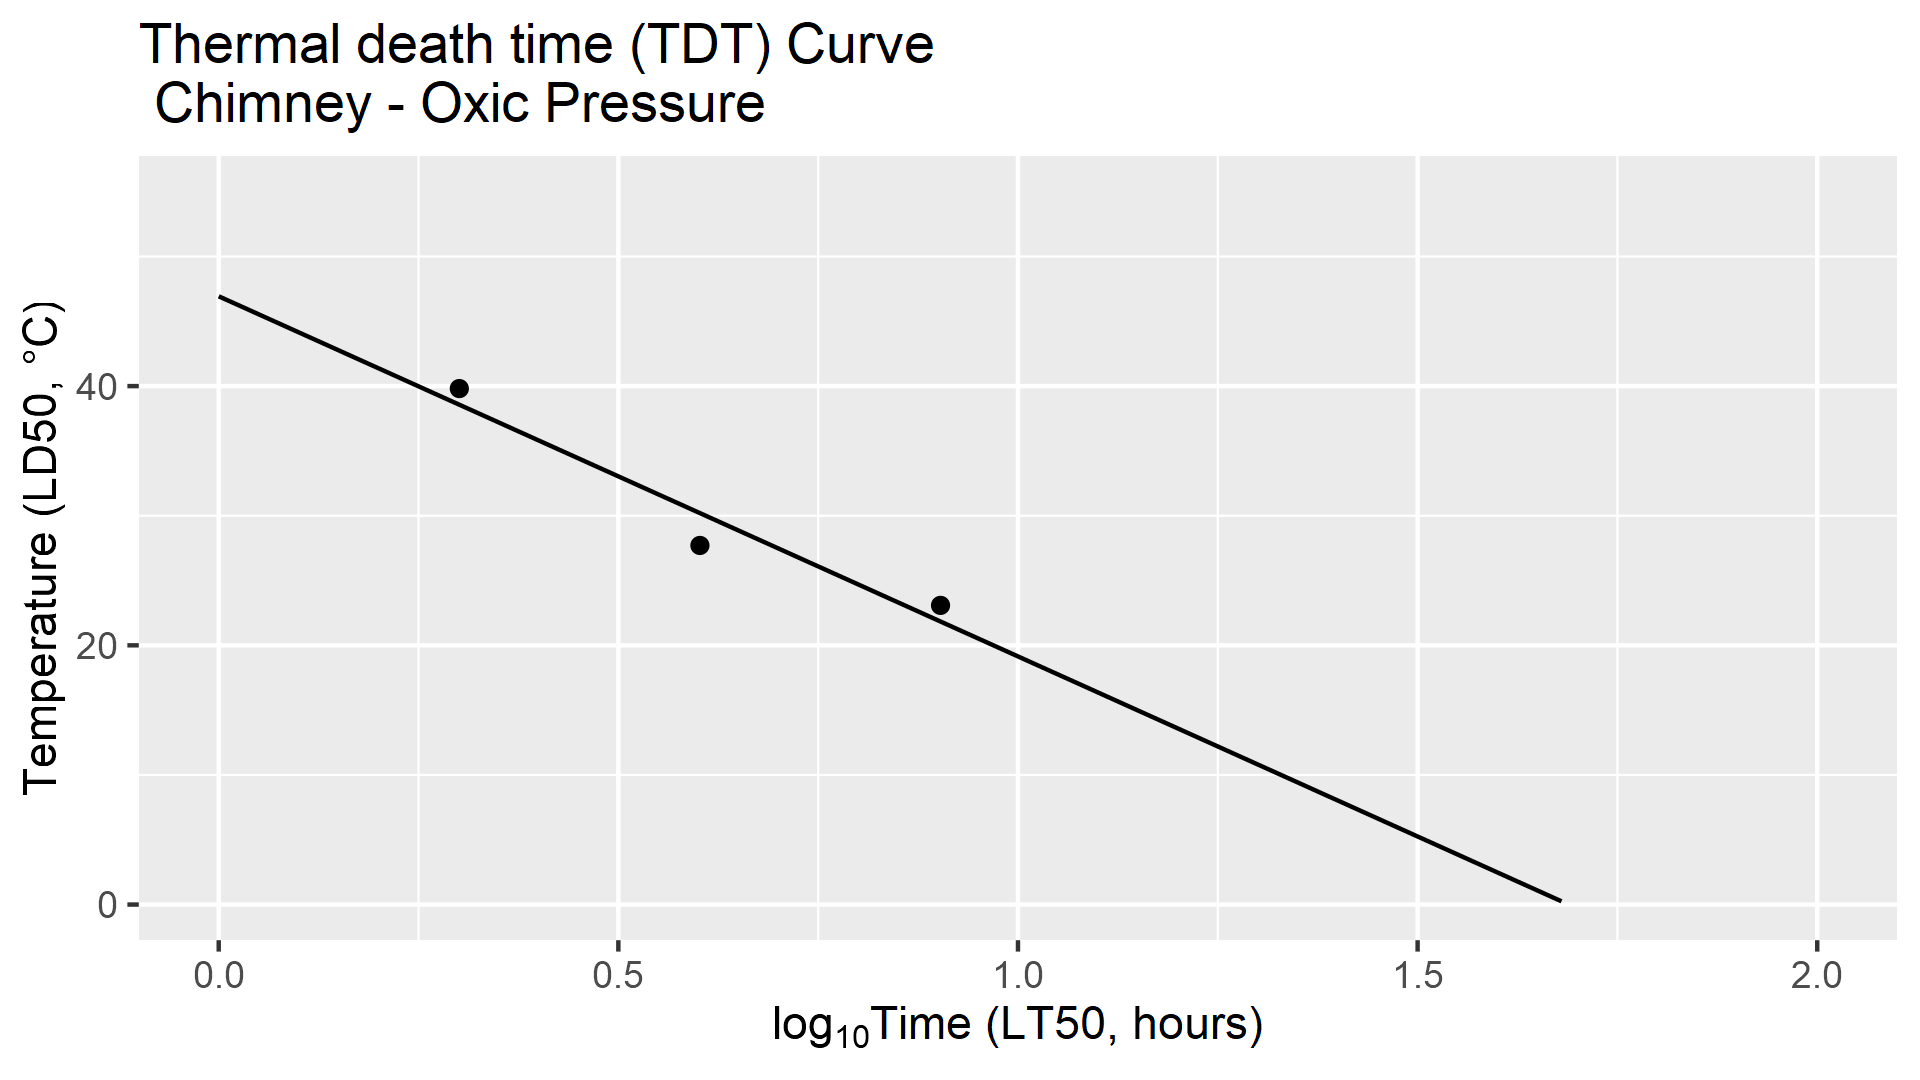 Thermal death time (TDT) Curve
Chimney - Oxic Pressure
Temperature (LD50, °C)
40
20
0
0.0 0.5 1.0 1.5 2.0
log₁₀Time (LT50, hours)